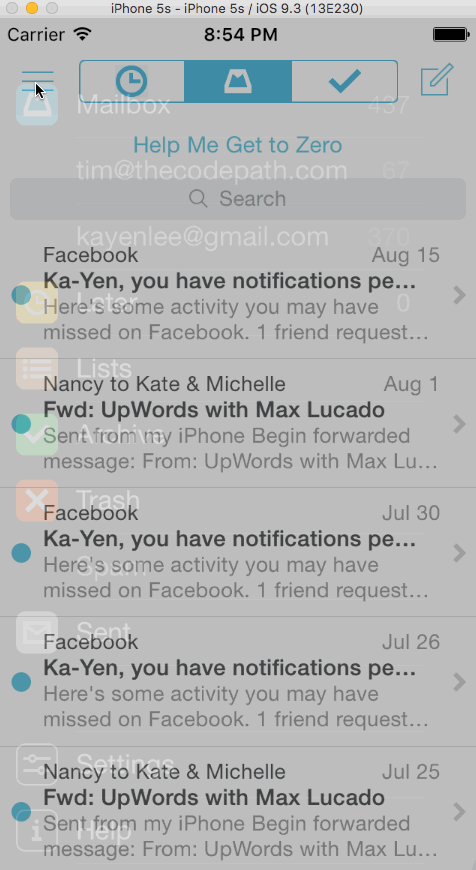 iPhone 5s - iPhone 5s / iOS 9.3 (13E230)
Carrier 8:54 PM
Mailbox 437
Help Me Get to Zero
tim@thecodepath.com 67
Search
kayenlee@gmail.com 370
Facebook Aug 15
Ka-Yen, you have notifications pe...
Later 0
Here's some activity you may have
missed on Facebook. 1 friend request...
Lists
Nancy to Kate & Michelle Aug 1
Fwd: UpWords with Max Lucado
Archive
Sent from my iPhone Begin forwarded
message: From: UpWords with Max Lu...
Trash
Facebook Jul 30
Ka-Yen, you have notifications pe...
Here's some activity you may have
Spam
missed on Facebook. 1 friend request...
Sent
Facebook Jul 26
Ka-Yen, you have notifications pe...
Here's some activity you may have
missed on Facebook. 1 friend request...
Settings
Nancy to Kate & Michelle Jul 25
Fwd: UpWords with Max Lucado
Sent from my iPhone Begin forwarded
Help
message: From: UpWords with Max Lu...